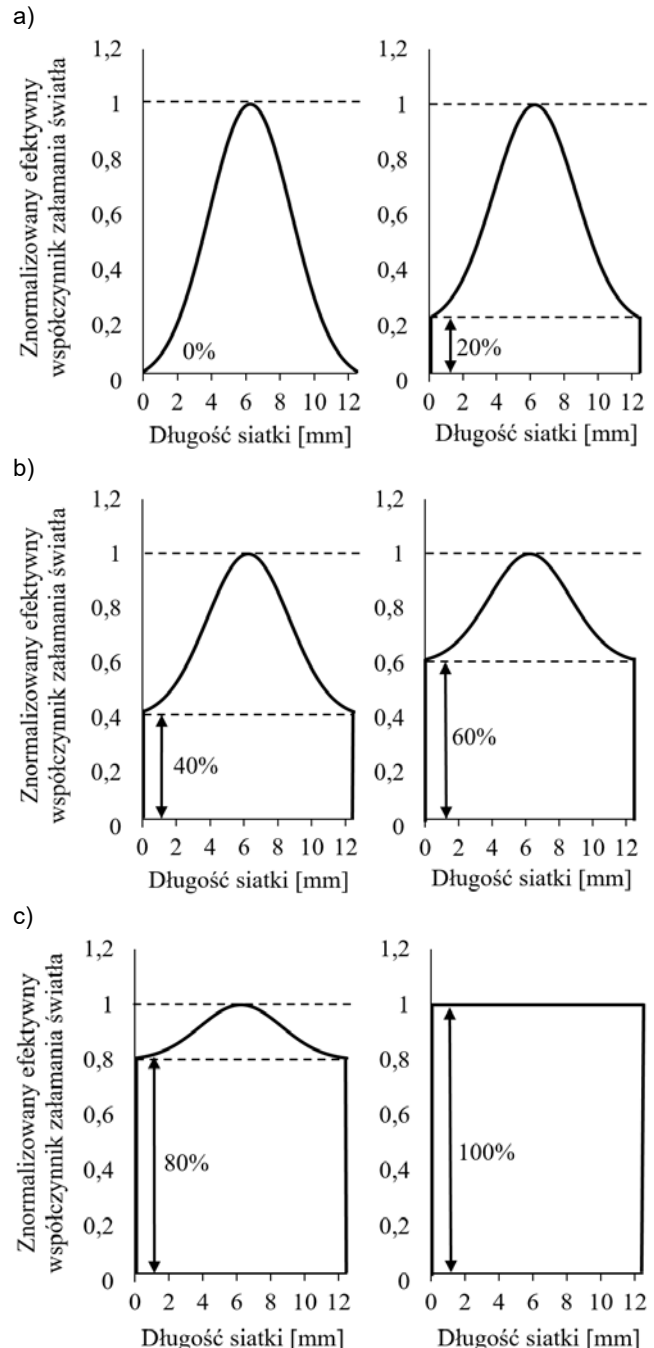 a)
Znormalizowany efektywny
współczynnik załamania światła
1,2
1
0,8
0,6
0,4
0,2
0
0%
0 2 4 6 8 10 12
Długość siatki [mm]
1,2
1
0,8
0,6
0,4
0,2
0
20%
0 2 4 6 8 10 12
Długość siatki [mm]
b)
Znormalizowany efektywny
współczynnik załamania światła
1,2
1
0,8
0,6
0,4
0,2
0
40%
0 2 4 6 8 10 12
Długość siatki [mm]
1,2
1
0,8
0,6
0,4
0,2
0
60%
0 2 4 6 8 10 12
Długość siatki [mm]
c)
Znormalizowany efektywny
współczynnik załamania światła
1,2
1
0,8
0,6
0,4
0,2
0
80%
0 2 4 6 8 10 12
Długość siatki [mm]
1,2
1
0,8
0,6
0,4
0,2
0
100%
0 2 4 6 8 10 12
Długość siatki [mm]